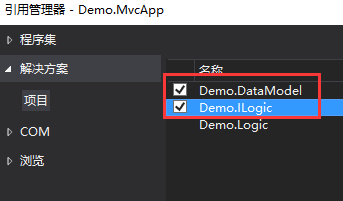 引用管理器 - Demo.MvcApp
程序集
解决方案
项目
COM
浏览
名称
Demo.DataModel
Demo.ILogic
Demo.Logic